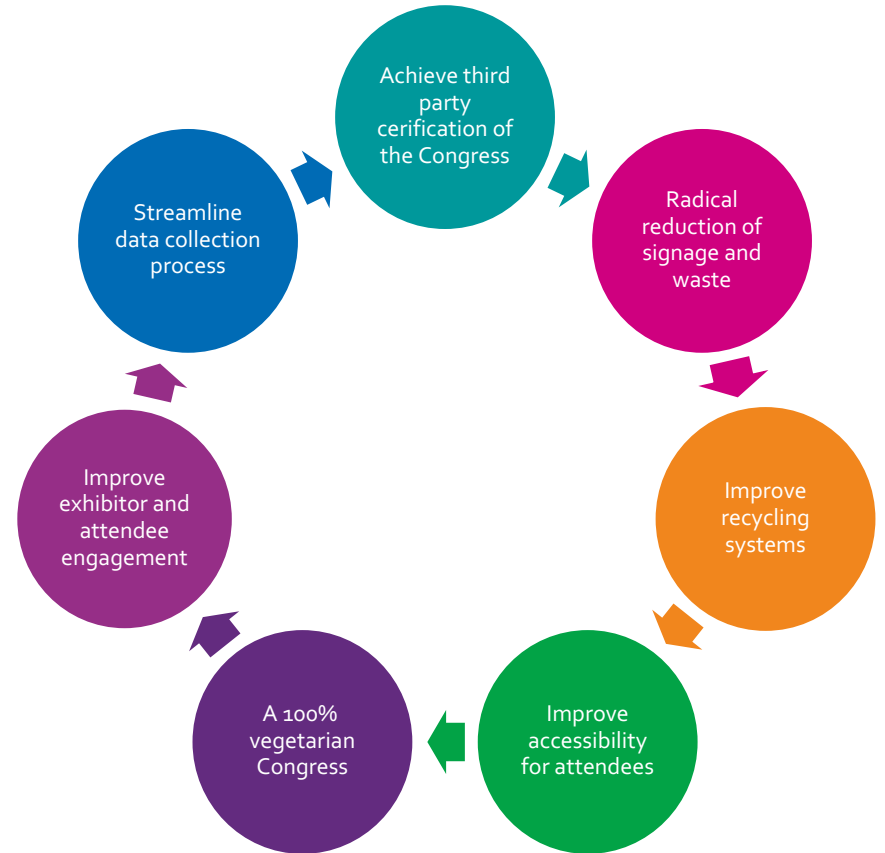 Achieve third
party
cerification of
the Congress
Radical
reduction of
signage and
waste
Improve
recycling
systems
Improve
accessibility
for attendees
A 100%
vegetarian
Congress
Improve
exhibitor and
attendee
engagement
Streamline
data collection
process